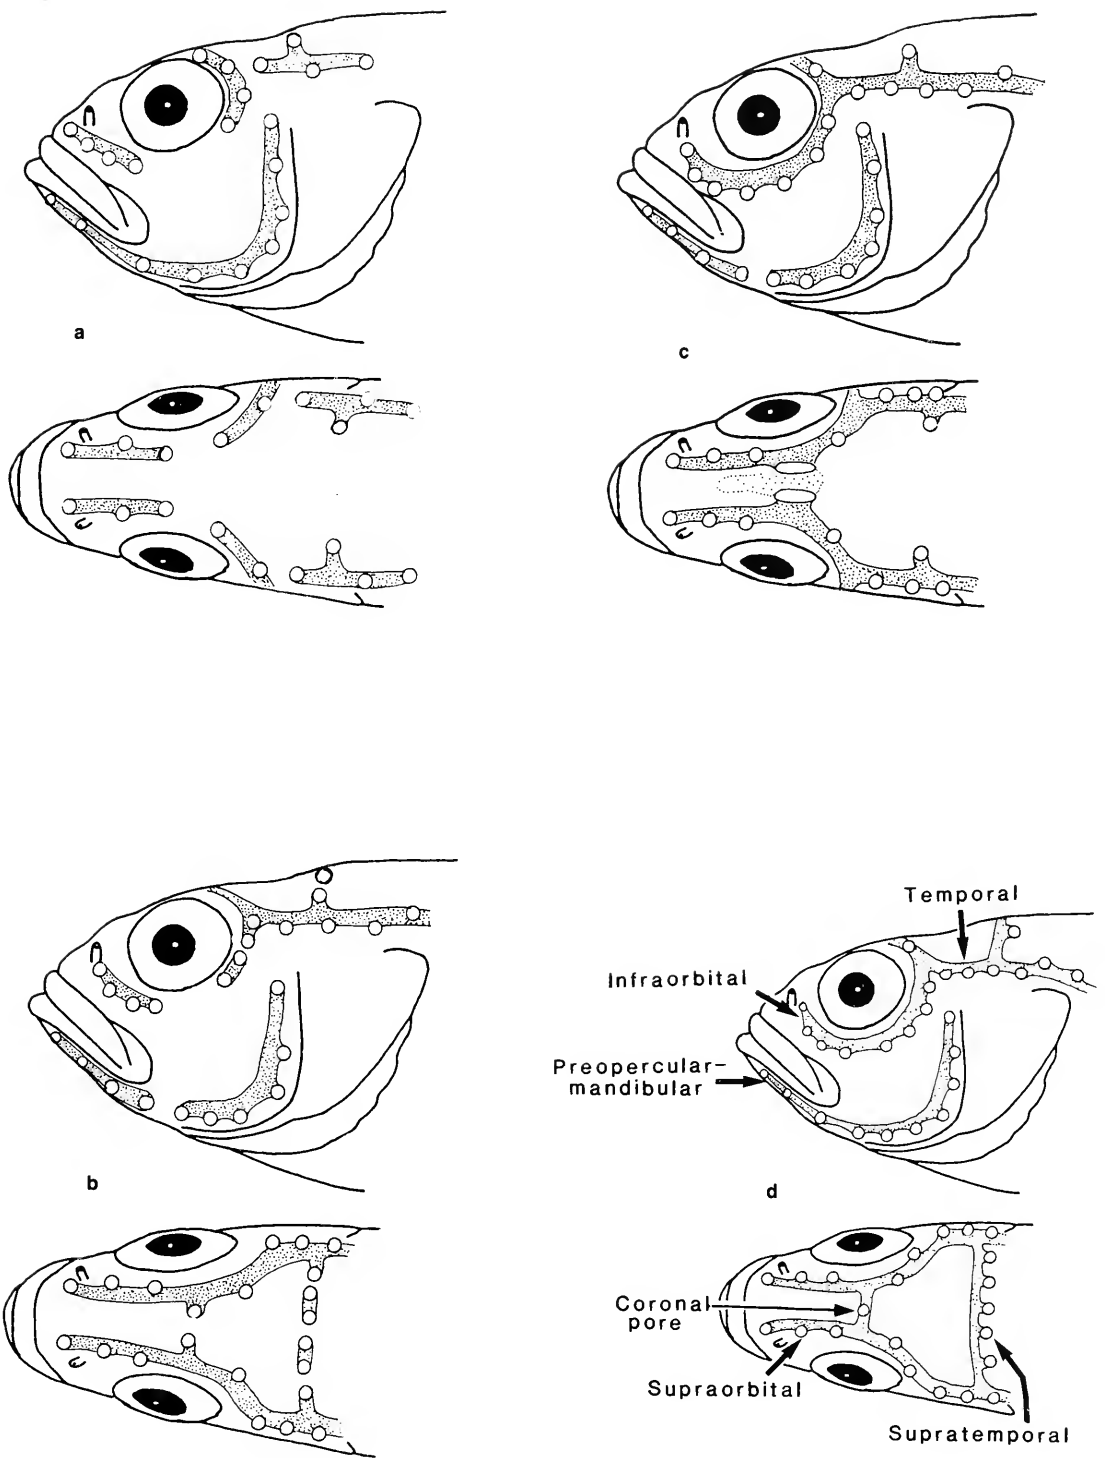 a
c
b
Temporal
Infraorbital
Preopercular-
mandibular
d
Coronal
pore
Supraorbital
Supratemporal